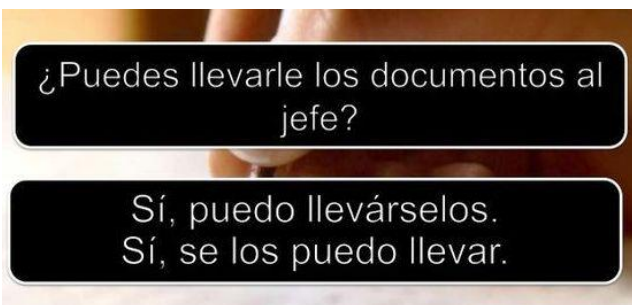 ¿Puedes llevarle los documentos al
jefe?
Sí, puedo llevárselos.
Sí, se los puedo llevar.